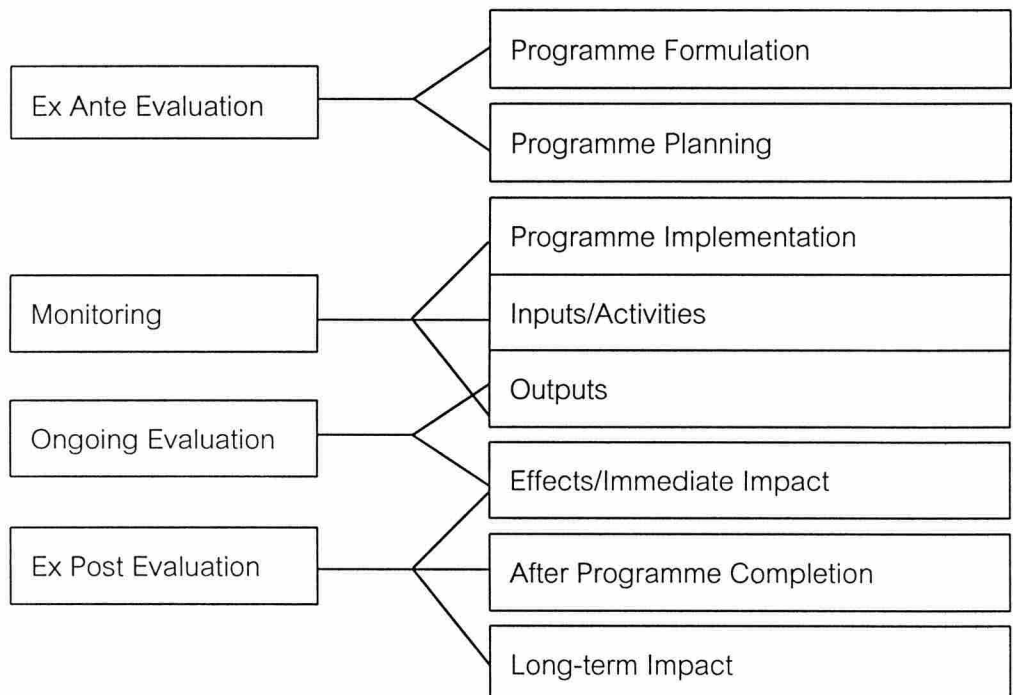 Ex Ante Evaluation
Programme Formulation
Programme Planning
Monitoring
Programme Implementation
Inputs/Activities
Outputs
Ongoing Evaluation
Effects/Immediate Impact
Ex Post Evaluation
After Programme Completion
Long-term Impact